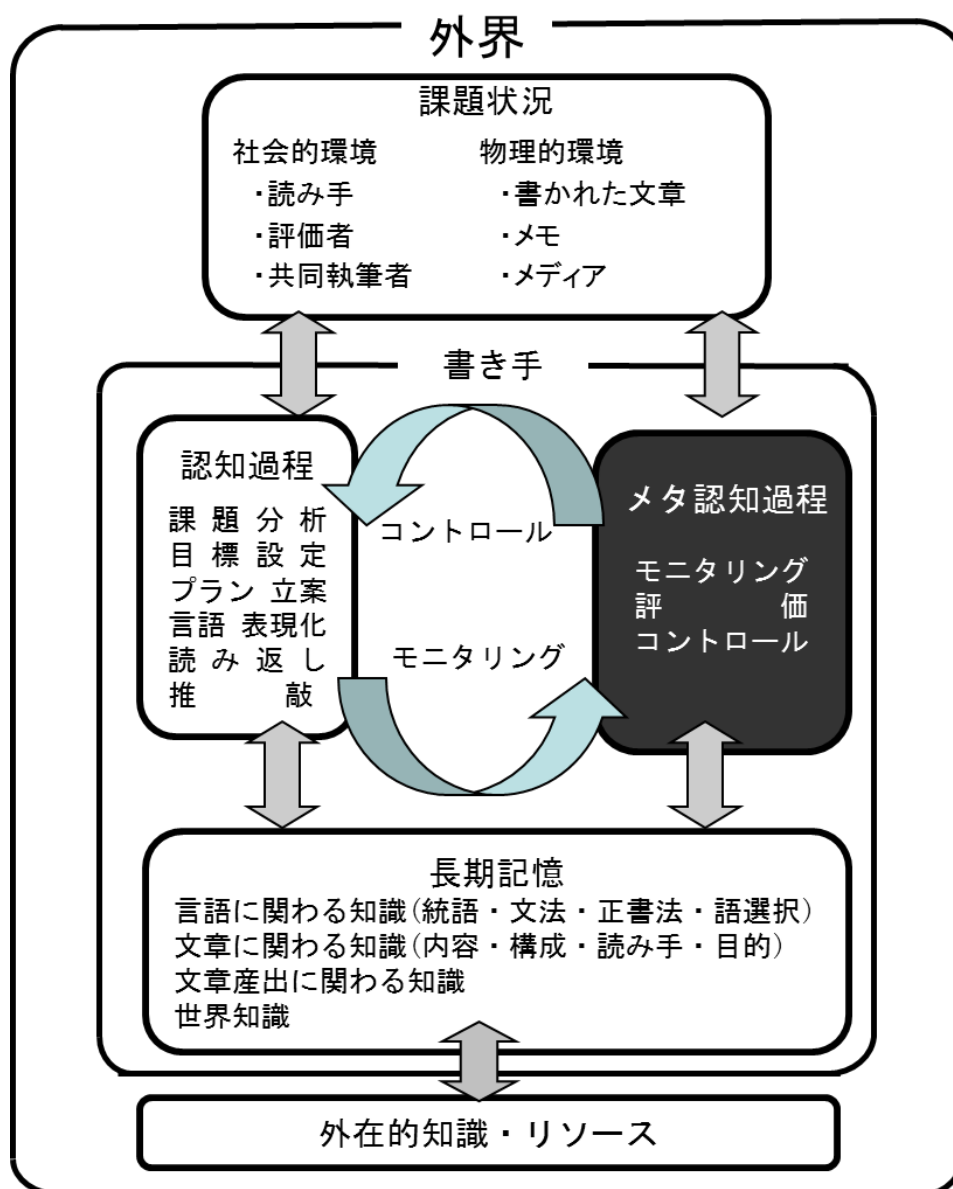 外界
課題状況
社会的環境
・読み手
・評価者
・共同執筆者
物理的環境
・書かれた文章
・メモ
・メディア
書き手
認知過程
課題分析
目標設定
プラン 立案
言語 表現化
読み返し
推敲
コントロール
モニタリング
メタ認知過程
モニタリング
評価
コントロール
長期記憶
言語に関わる知識(統語・文法・正書法・語選択)
文章に関わる知識(内容・構成・読み手・目的)
文章産出に関わる知識
世界知識
外在的知識・リソース